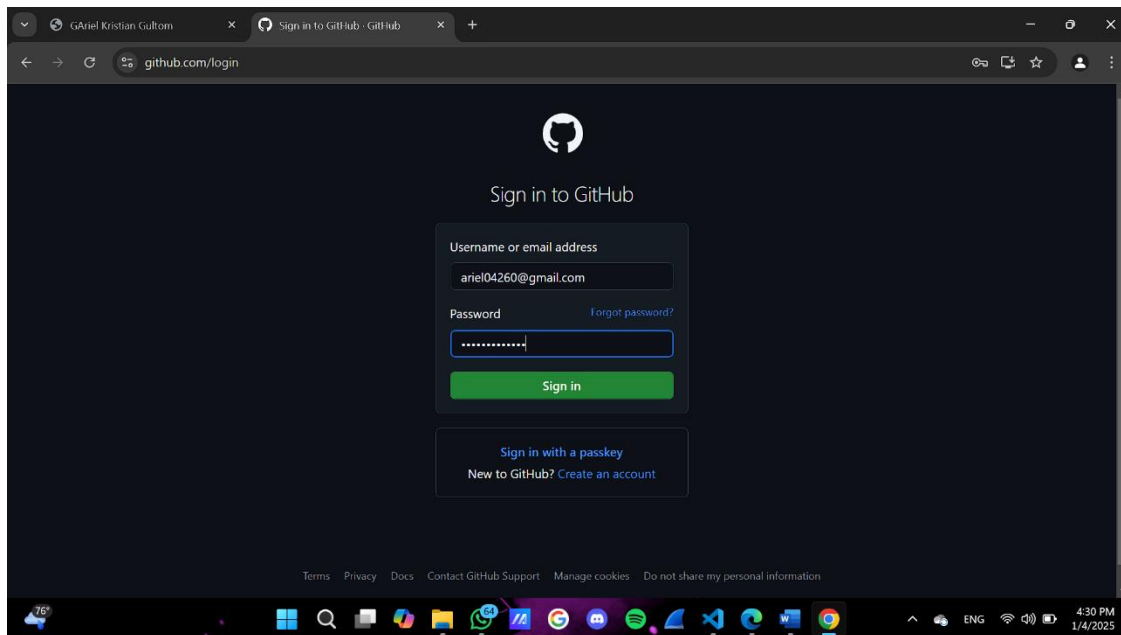 GAriel Kristian Gultom Sign in to GitHub · GitHub
github.com/login
Sign in to GitHub
Username or email address
ariel04260@gmail.com
Password Forgot password?
Sign in
Sign in with a passkey
New to GitHub? Create an account
Terms Privacy Docs Contact GitHub Support Manage cookies Do not share my personal information
76° 64 ENG 4:30 PM
1/4/2025